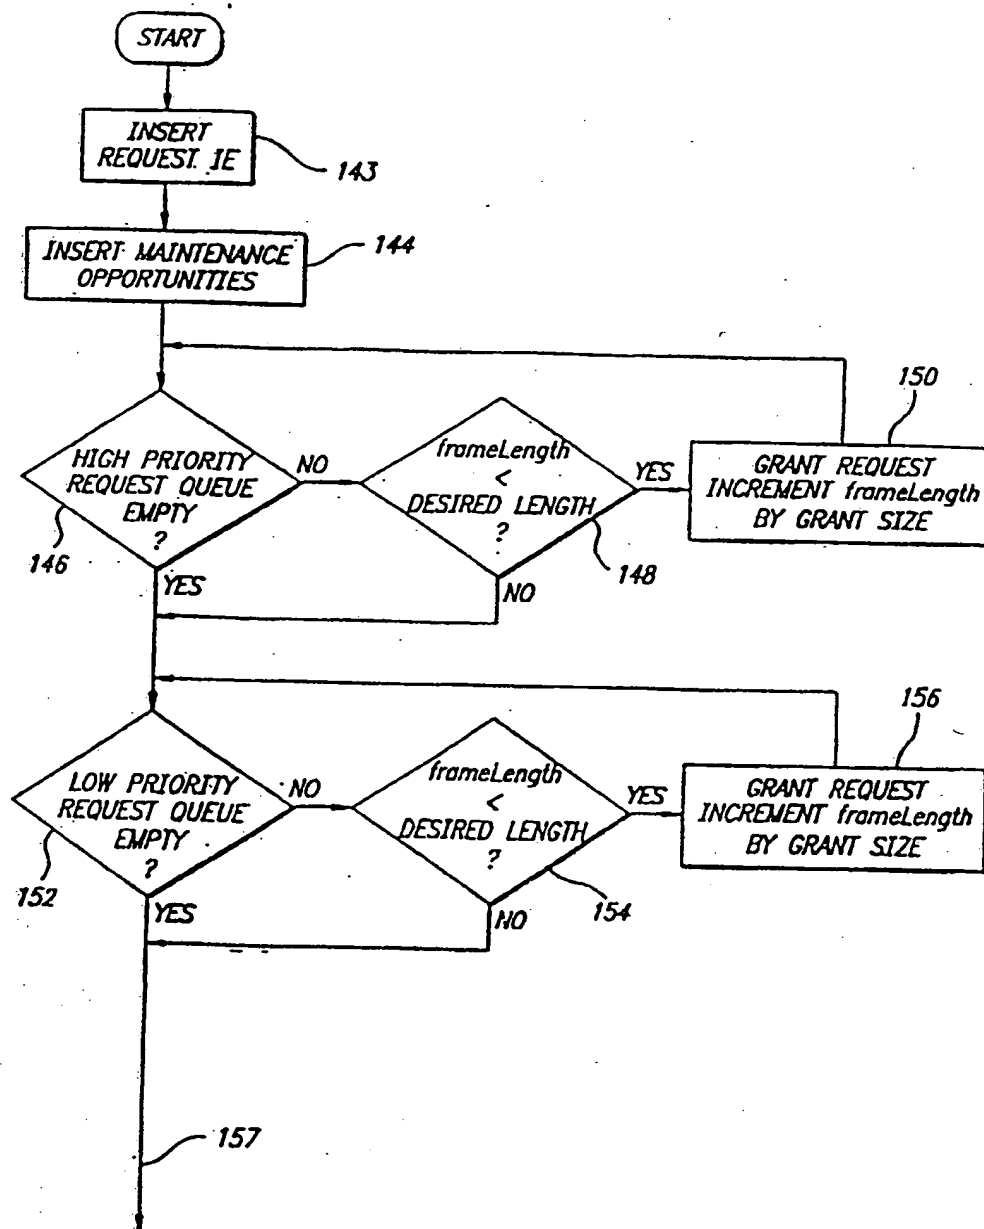 START
INSERT
REQUEST IE
143
INSERT MAINTENANCE
OPPORTUNITIES
144
HIGH PRIORITY
REQUEST QUEUE
EMPTY
?
146
NO
YES
frameLength
<
DESIRED LENGTH
?
148
YES
NO
150
GRANT REQUEST
INCREMENT frameLength
BY GRANT SIZE
LOW PRIORITY
REQUEST QUEUE
EMPTY
?
152
NO
YES
frameLength
<
DESIRED LENGTH
?
154
YES
NO
156
GRANT REQUEST
INCREMENT frameLength
BY GRANT SIZE
157